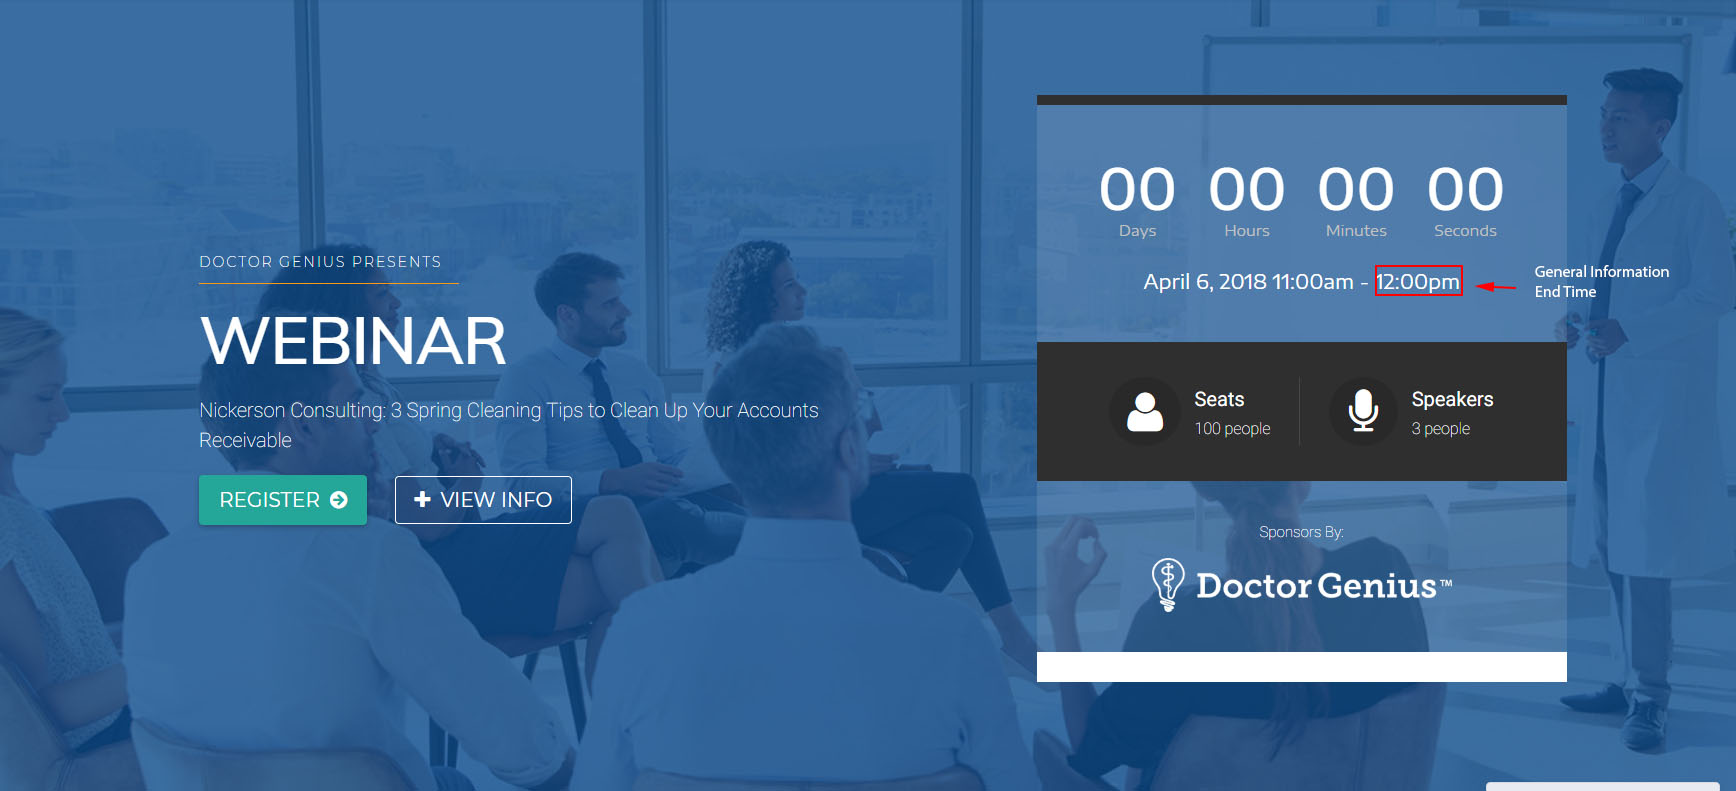 DOCTOR GENIUS PRESENTS
WEBINAR
Nickerson Consulting: 3 Spring Cleaning Tips to Clean Up Your Accounts
Receivable
REGISTER
VIEW INFO
00 00 00 00
Days Hours Minutes Seconds
April 6, 2018 11:00am - 12:00pm
General Information
End Time
Seats
100 people
Speakers
3 people
Sponsors By:
Doctor Genius™